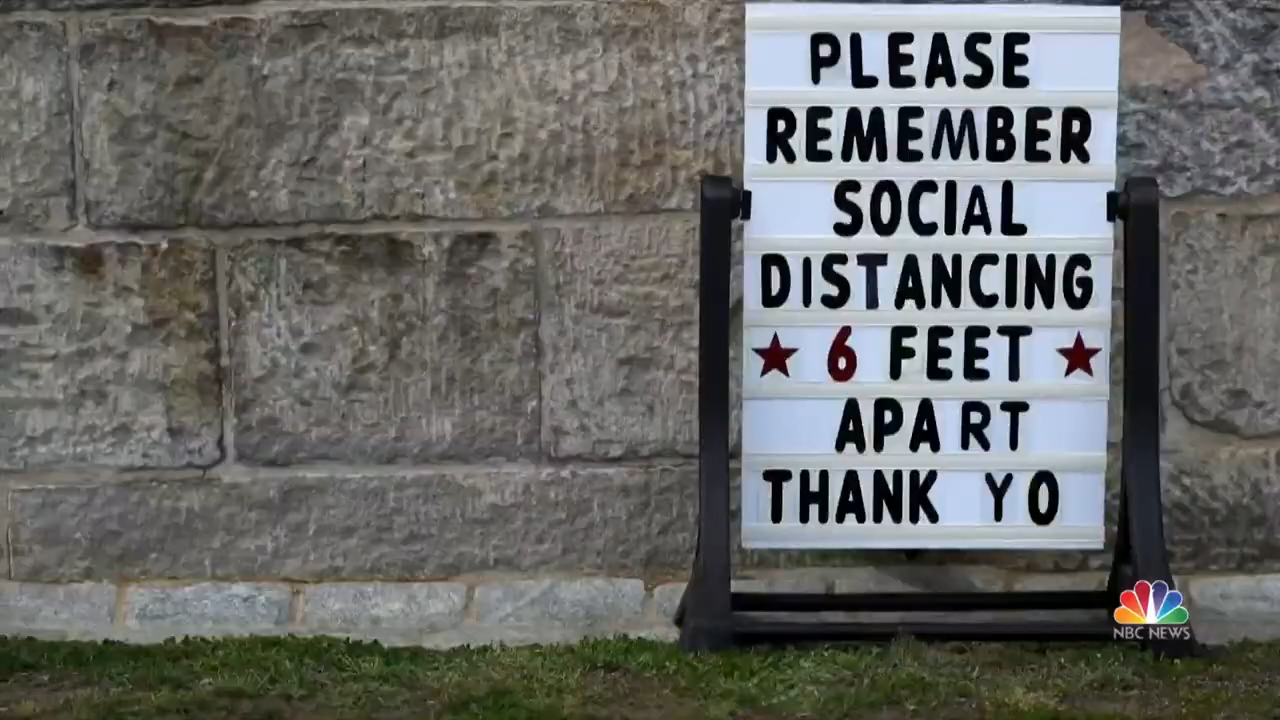 PLEASE
REMEMBER
SOCIAL
DISTANCING
★ 6 FEET ★
APART
THANK YO
NBC NEWS